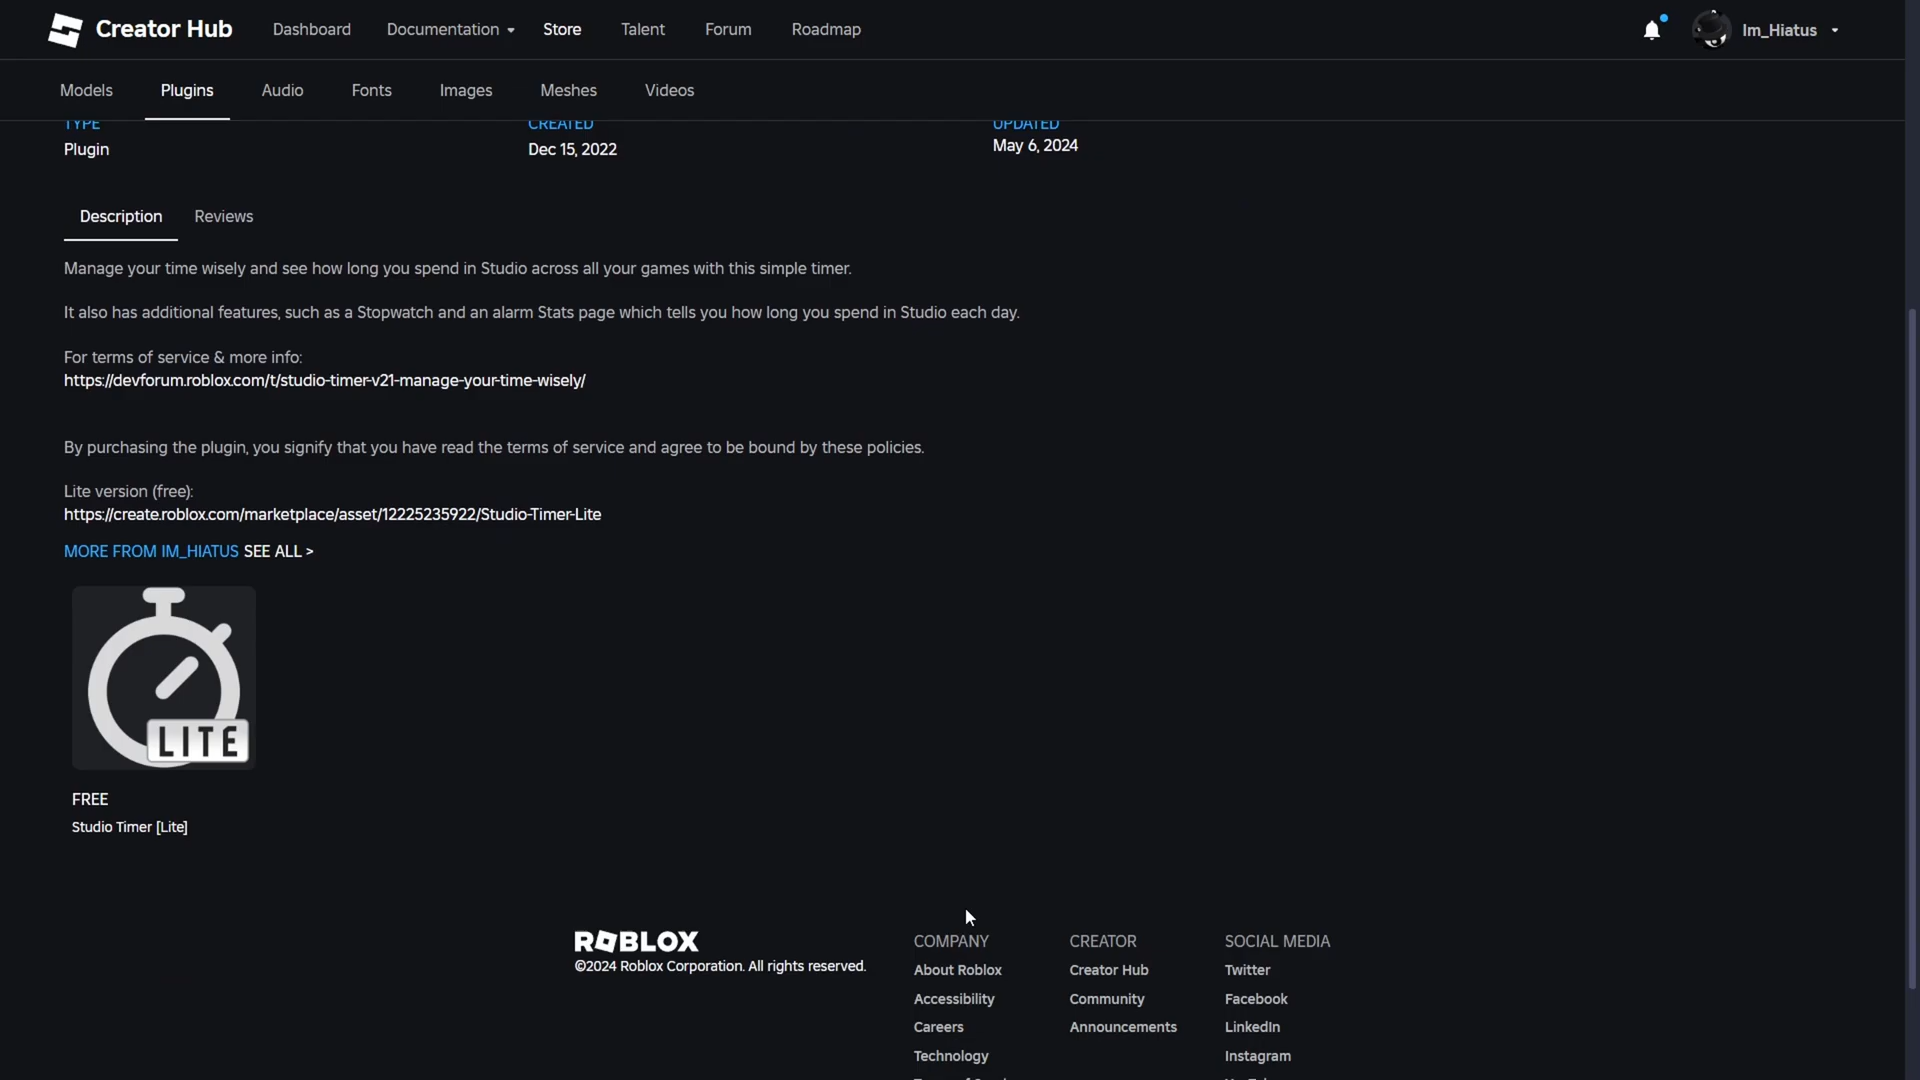 Creator Hub Dashboard Documentation Store Talent Forum Roadmap Im_Hiatus
Models Plugins Audio Fonts Images Meshes Videos
TYPE CREATED UPDATED
Plugin Dec 15, 2022 May 6, 2024
Description Reviews
Manage your time wisely and see how long you spend in Studio across all your games with this simple timer.
It also has additional features, such as a Stopwatch and an alarm Stats page which tells you how long you spend in Studio each day.
For terms of service & more info:
https://devforum.roblox.com/t/studio-timer-v21-manage-your-time-wisely/
By purchasing the plugin, you signify that you have read the terms of service and agree to be bound by these policies.
Lite version (free):
https://create.roblox.com/marketplace/asset/12225235922/Studio-Timer-Lite
MORE FROM IM_HIATUS SEE ALL >
LITE
FREE
Studio Timer [Lite]
ROBLOX
©2024 Roblox Corporation. All rights reserved.
COMPANY
About Roblox
Accessibility
Careers
Technology
CREATOR
Creator Hub
Community
Announcements
SOCIAL MEDIA
Twitter
Facebook
LinkedIn
Instagram